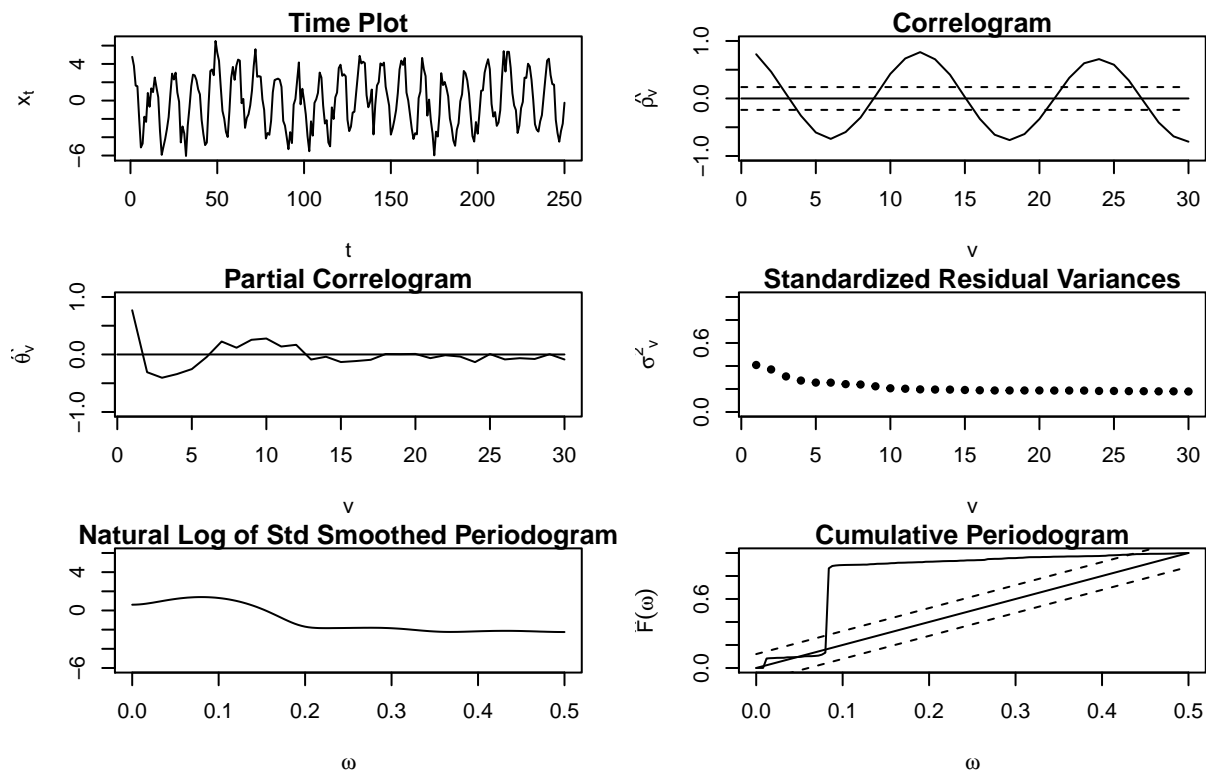 Time Plot
x_t
4
0
−6
0 50 100 150 200 250
t
Correlogram
ρ̂_v
1.0
0.0
−1.0
0 5 10 15 20 25 30
v
Partial Correlogram
θ̂_v
1.0
0.0
−1.0
0 5 10 15 20 25 30
v
Standardized Residual Variances
σ̂²_v
0.6
0.0
0 5 10 15 20 25 30
v
Natural Log of Std Smoothed Periodogram
4
0
−6
0.0 0.1 0.2 0.3 0.4 0.5
ω
Cumulative Periodogram
F̂(ω)
0.6
0.0
0.0 0.1 0.2 0.3 0.4 0.5
ω